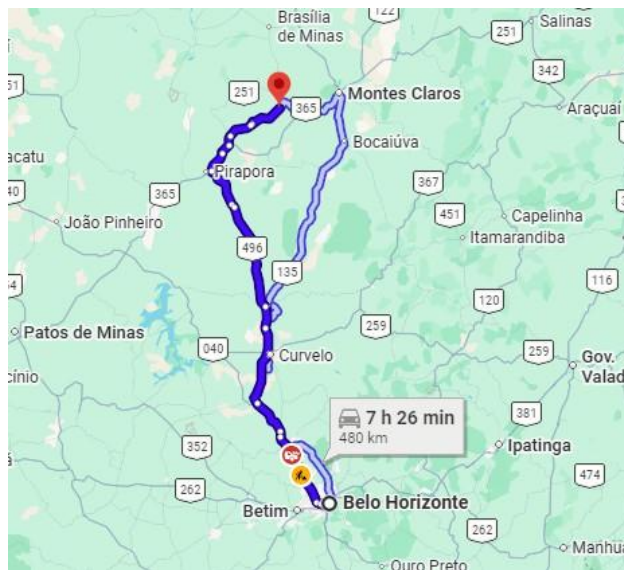 Brasília
de Minas
122
251
Salinas
342
251
Montes Claros
365
Araçuaí
Bocaiúva
acatu
Pirapora
365
367
40
João Pinheiro
451
Capelinha
Itamarandiba
496
135
116
120
Patos de Minas
259
040
Curvelo
259
Gov.
Valad
cínio
7 h 26 min
480 km
381
352
Ipatinga
474
262
Betim
Belo Horizonte
262
Manhua
Ouro Preto